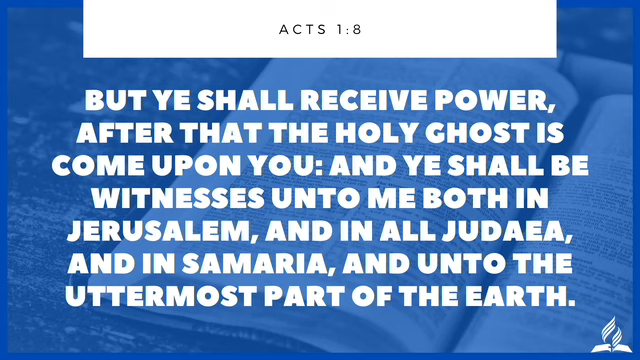 ACTS 1:8
BUT YE SHALL RECEIVE POWER,
AFTER THAT THE HOLY GHOST IS
COME UPON YOU: AND YE SHALL BE
WITNESSES UNTO ME BOTH IN
JERUSALEM, AND IN ALL JUDAEA,
AND IN SAMARIA, AND UNTO THE
UTTERMOST PART OF THE EARTH.